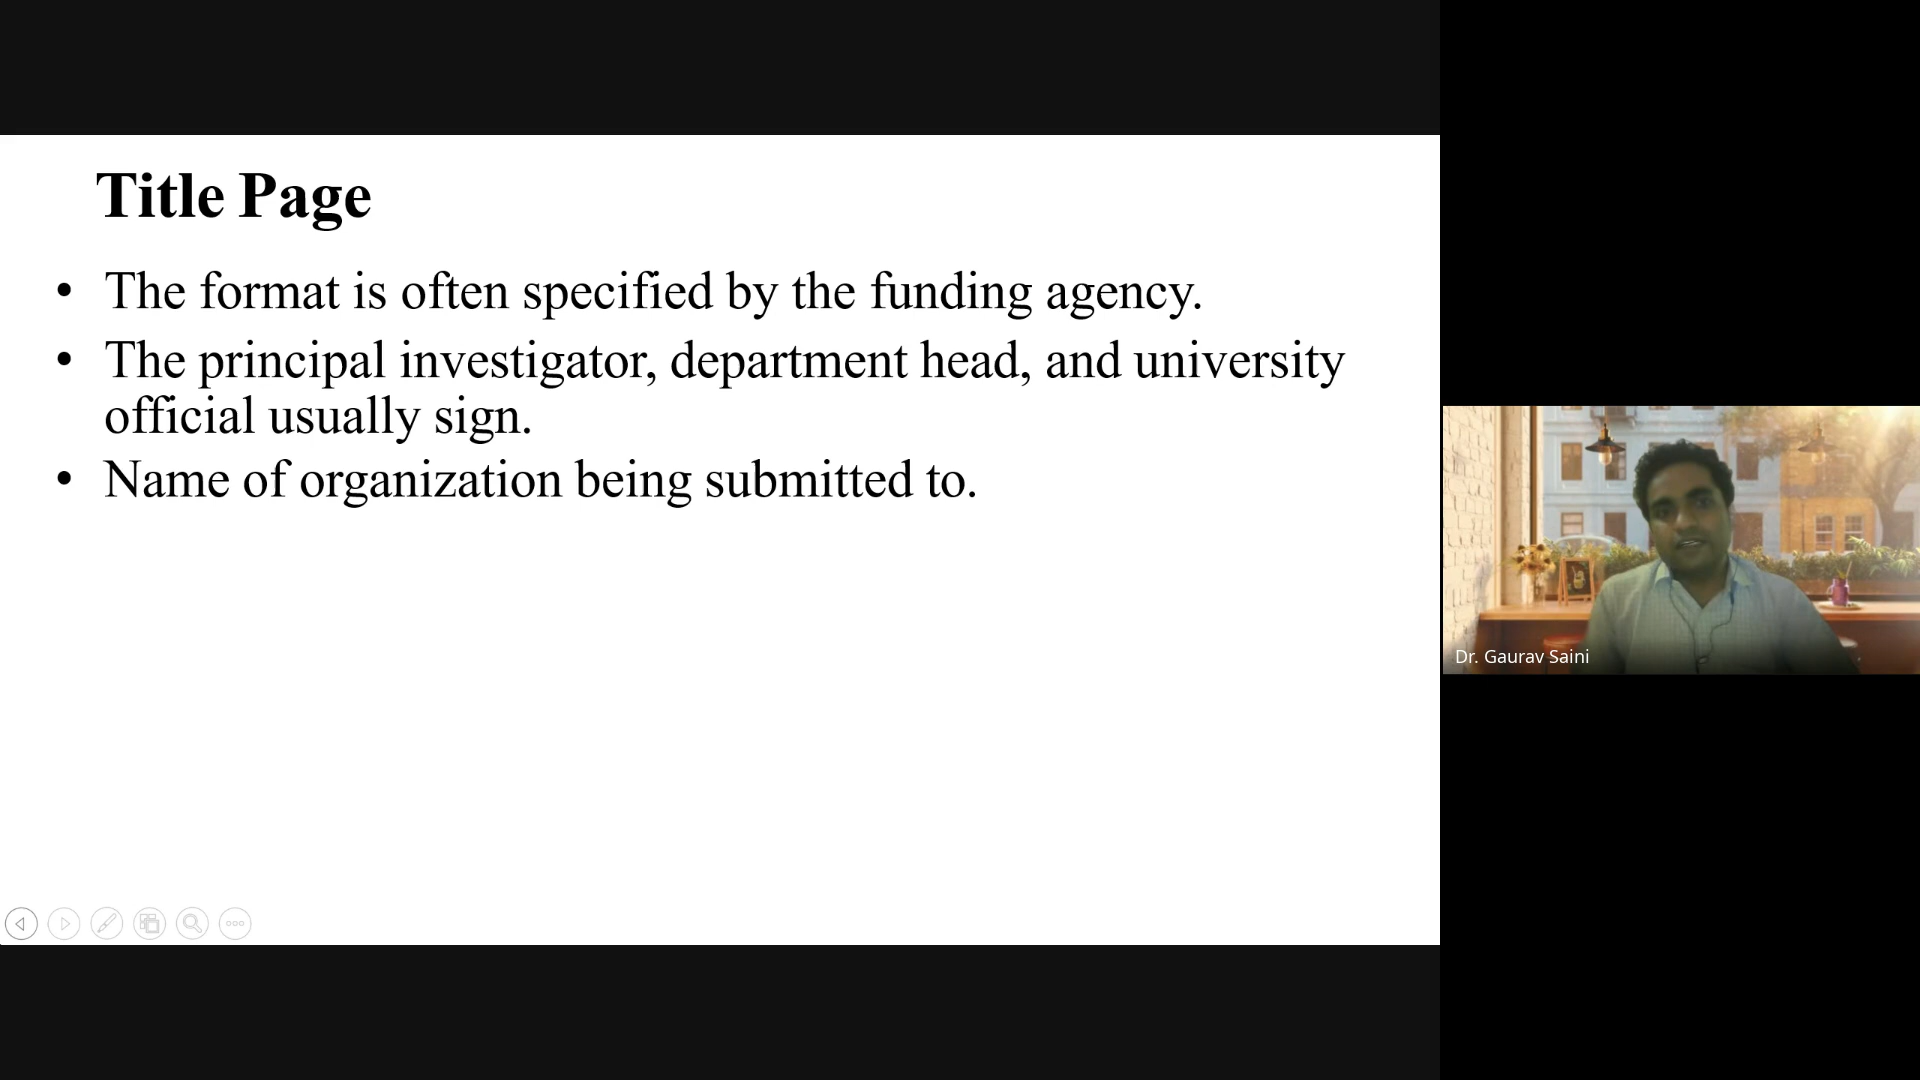 Title Page
• The format is often specified by the funding agency.
• The principal investigator, department head, and university
official usually sign.
• Name of organization being submitted to.
Dr. Gaurav Saini